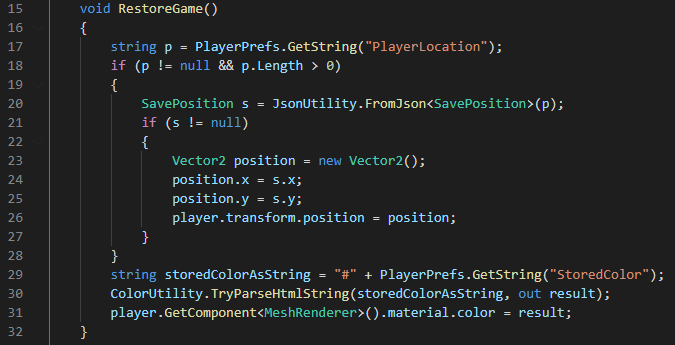 15 void RestoreGame()
16 {
17 string p = PlayerPrefs.GetString("PlayerLocation");
18 if (p != null && p.Length > 0)
19 {
20 SavePosition s = JsonUtility.FromJson<SavePosition>(p);
21 if (s != null)
22 {
23 Vector2 position = new Vector2();
24 position.x = s.x;
25 position.y = s.y;
26 player.transform.position = position;
27 }
28 }
29 string storedColorAsString = "#" + PlayerPrefs.GetString("StoredColor");
30 ColorUtility.TryParseHtmlString(storedColorAsString, out result);
31 player.GetComponent<MeshRenderer>().material.color = result;
32 }